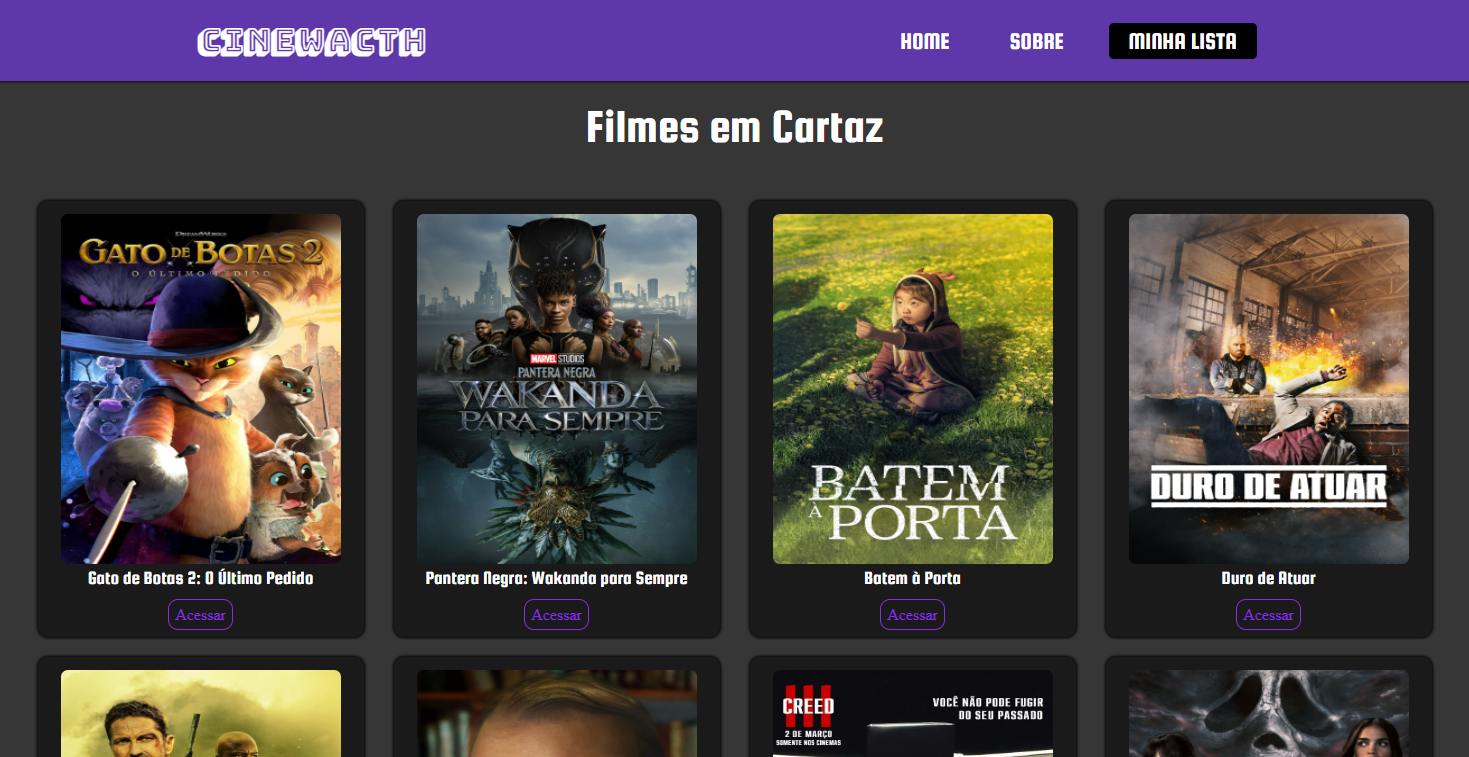 CINEWACTH
HOME
SOBRE
MINHA LISTA
Filmes em Cartaz
DREAMWORKS
GATO DE BOTAS 2
O ÚLTIMO PEDIDO
MARVEL STUDIOS
PANTERA NEGRA
WAKANDA
PARA SEMPRE
BATEM
À PORTA
DURO DE ATUAR
Gato de Botas 2: O Último Pedido
Pantera Negra: Wakanda para Sempre
Batem à Porta
Duro de Atuar
Acessar
Acessar
Acessar
Acessar
CREED
III
2 DE MARÇO
SOMENTE NOS CINEMAS
VOCÊ NÃO PODE FUGIR
DO SEU PASSADO